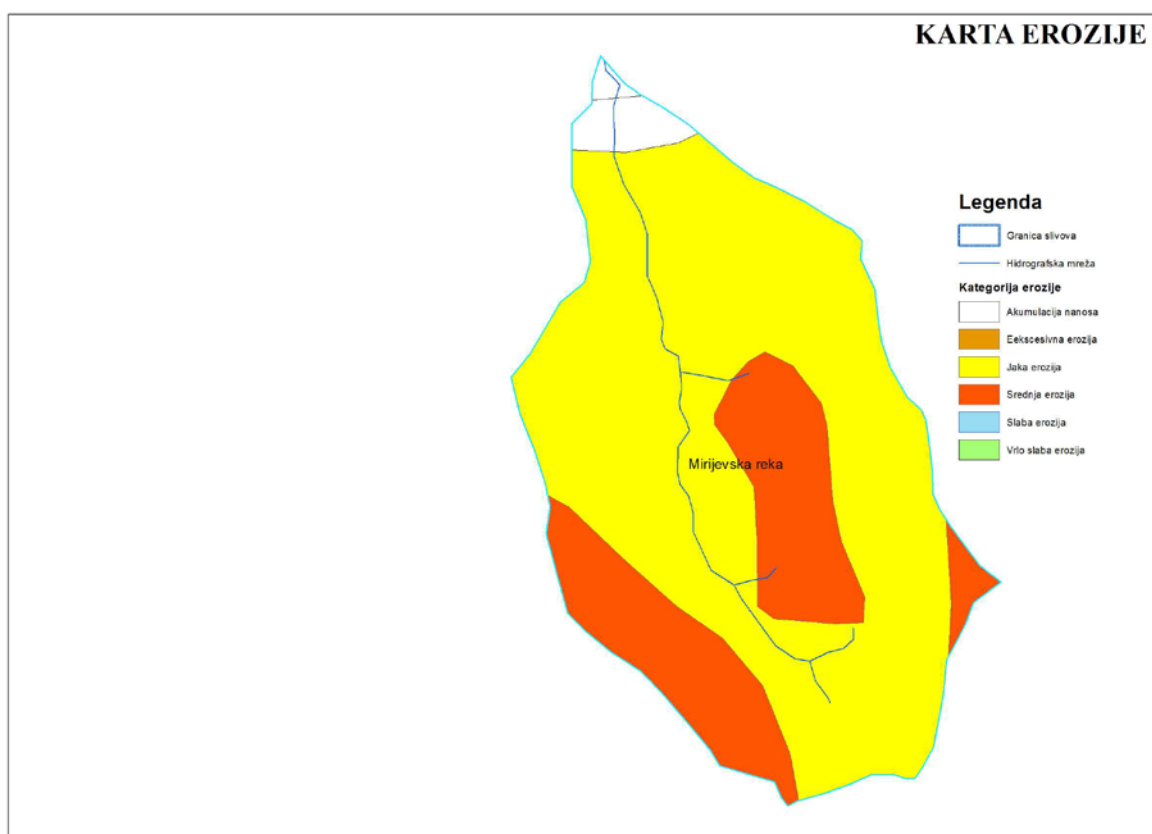 KARTA EROZIJE
Legenda
Granica slivova
Hidrografska mreža
Kategorija erozije
Akumulacija nanosa
Eekscesivna erozija
Jaka erozija
Srednja erozija
Slaba erozija
Vrlo slaba erozija
Mirijevska reka